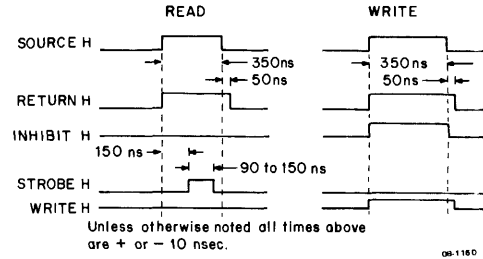 READ WRITE
SOURCE H
350ns 350ns
50ns 50ns
RETURN H
INHIBIT H
150 ns
90 to 150 ns
STROBE H
WRITE H
Unless otherwise noted all times above
are + or - 10 nsec.
08-1160